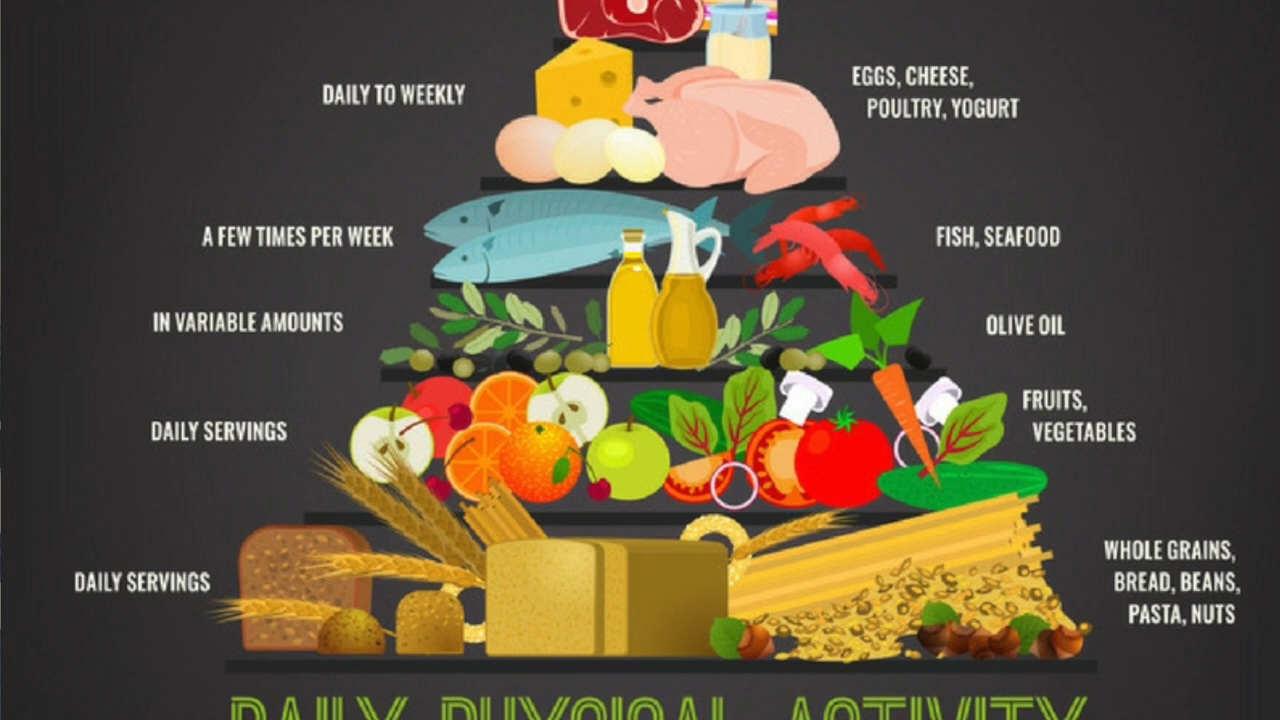 DAILY TO WEEKLY
EGGS, CHEESE,
POULTRY, YOGURT
A FEW TIMES PER WEEK
FISH, SEAFOOD
IN VARIABLE AMOUNTS
OLIVE OIL
DAILY SERVINGS
FRUITS,
VEGETABLES
DAILY SERVINGS
WHOLE GRAINS,
BREAD, BEANS,
PASTA, NUTS
DAILY PHYSICAL ACTIVITY